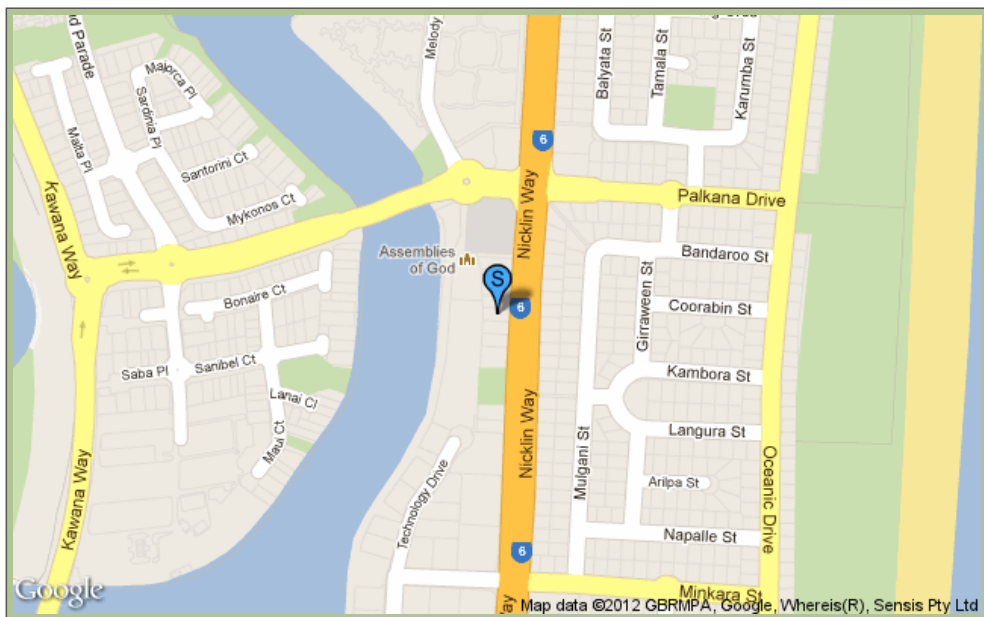 Parade
Majorca Pl
Sardinia Pl
Malta Pl
Santorini Ct
Mykonos Ct
Kawana Way
Melody
Balyata St
Tamala St
Karumba St
6
Nicklin Way
Palkana Drive
Assemblies
of God
S
6
Bandaroo St
Girraween St
Coorabin St
Bonaire Ct
Saba Pl
Sanibel Ct
Lanai Cl
Maui Ct
Kambora St
Langura St
Nicklin Way
Mulgani St
Arilpa St
Oceanic Drive
Kawana Way
Technology Drive
Napalle St
6
Minkara St
Way
Google
Map data ©2012 GBRMPA, Google, Whereis(R), Sensis Pty Ltd